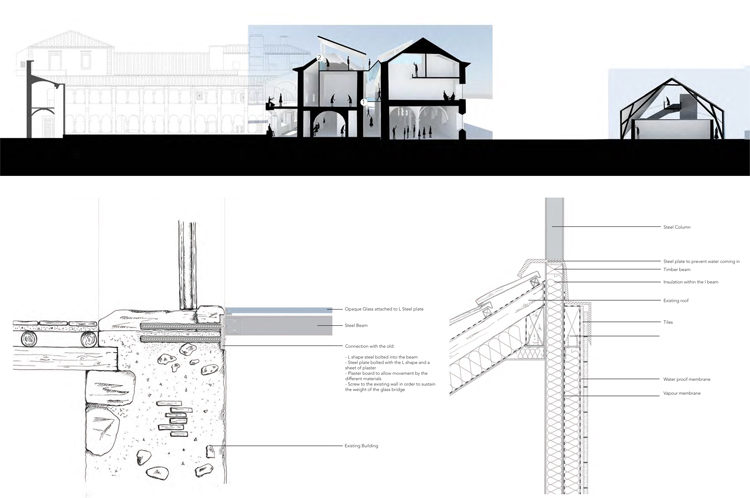 Opaque Glass attached to L Steel plate
Steel Beam
Connection with the old:
- L shape steel bolted into the beam
- Steel plate bolted with the L shape and a
sheet of plaster
- Plaster board to allow movement by the
different materials
- Screw to the existing wall in order to sustain
the weight of the glass bridge
Existing Building
Steel Column
Steel plate to prevent water coming in
Timber beam
Insulation within the I beam
Existing roof
Tiles
Water proof membrane
Vapour membrane